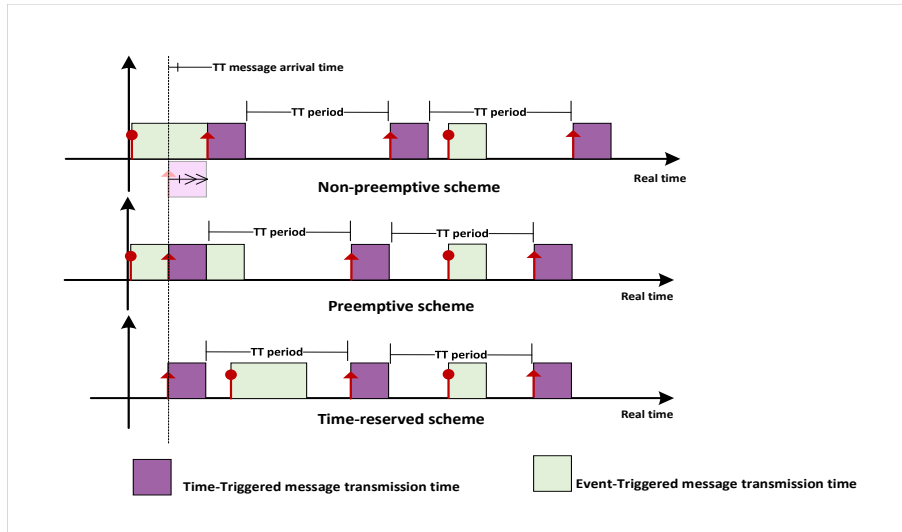 TT message arrival time
TT period
TT period
Real time
Non-preemptive scheme
TT period
TT period
Real time
Preemptive scheme
TT period
TT period
Real time
Time-reserved scheme
Time-Triggered message transmission time
Event-Triggered message transmission time